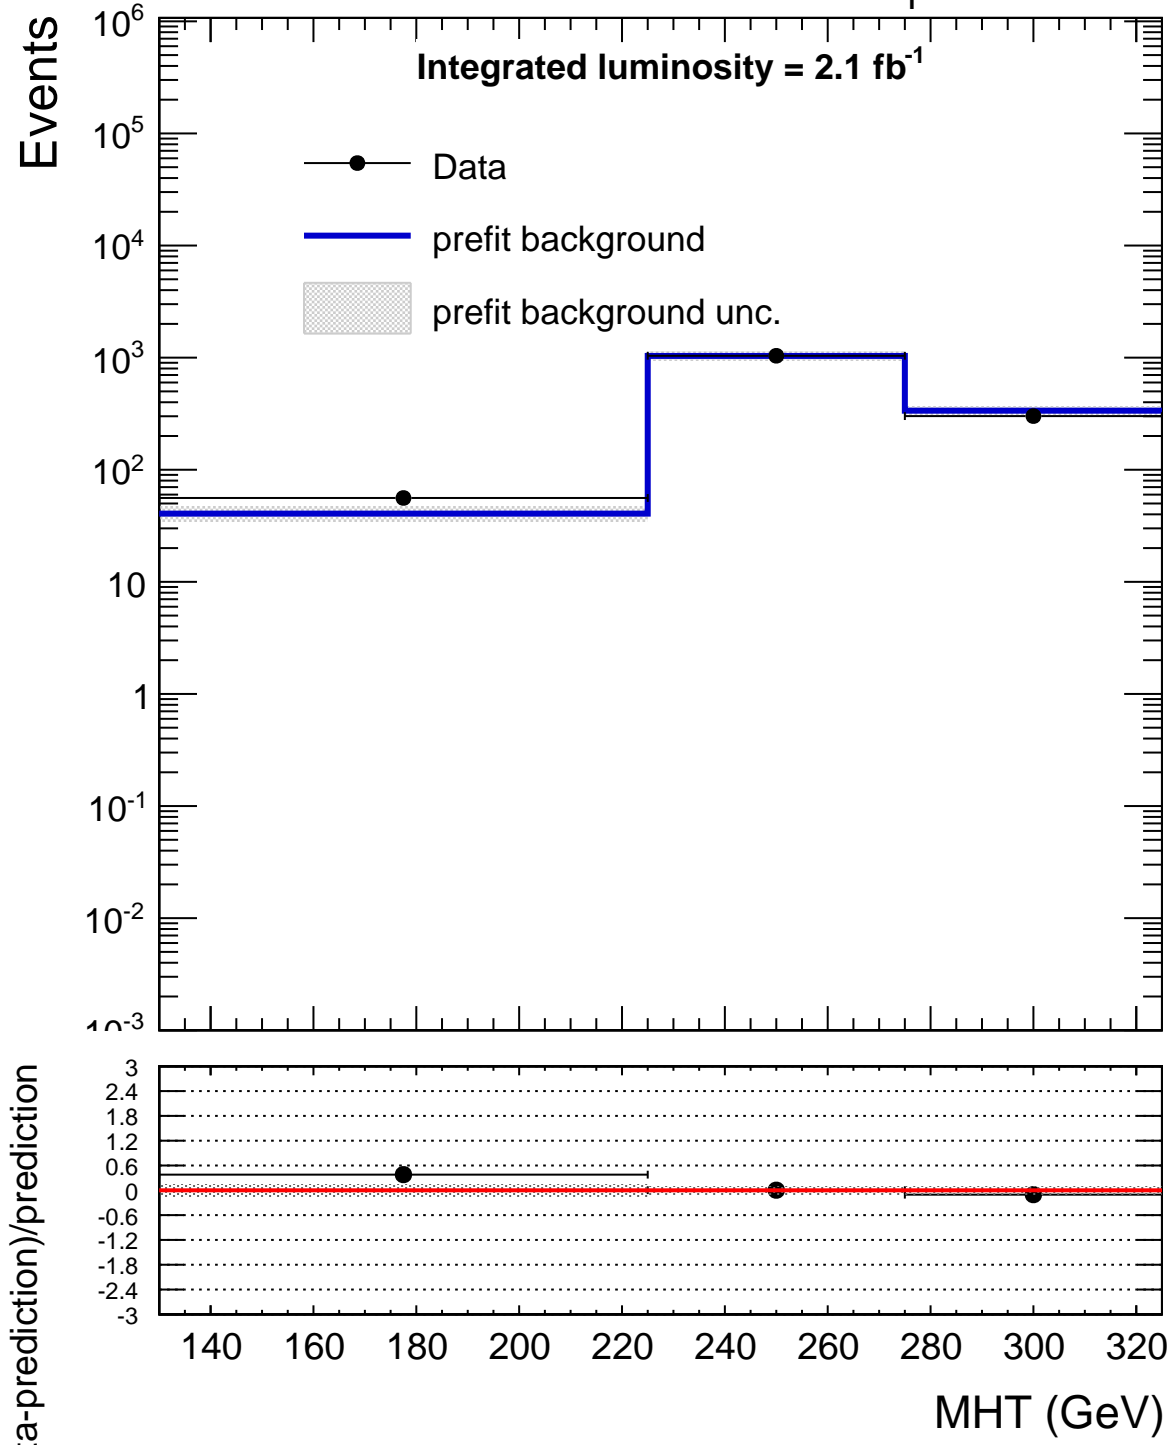 Events
10^6
10^5
10^4
10^3
10^2
10
1
10^-1
10^-2
10^-3
Integrated luminosity = 2.1 fb^-1
Data
prefit background
prefit background unc.
a-prediction)/prediction
3
2.4
1.8
1.2
0.6
0
-0.6
-1.2
-1.8
-2.4
-3
140 160 180 200 220 240 260 280 300 320
MHT (GeV)